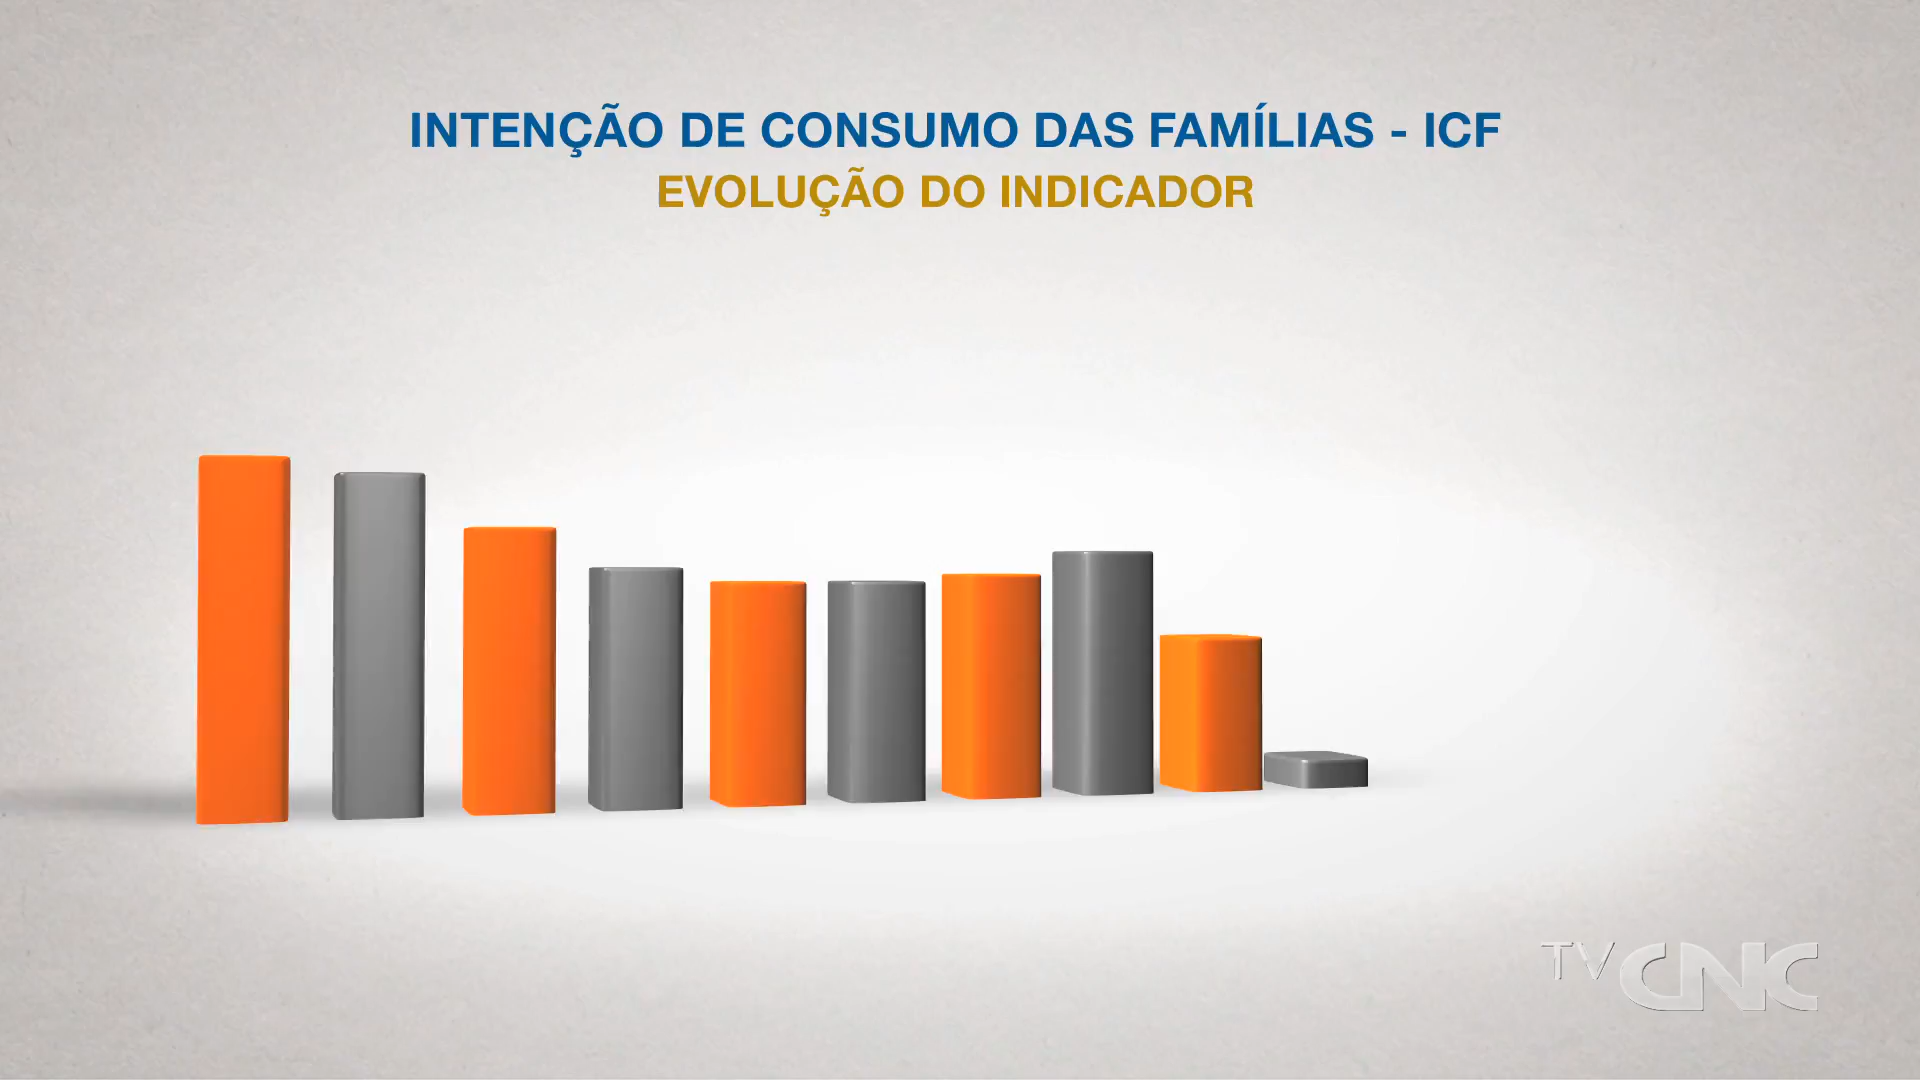 INTENÇÃO DE CONSUMO DAS FAMÍLIAS - ICF
EVOLUÇÃO DO INDICADOR
TV CNC